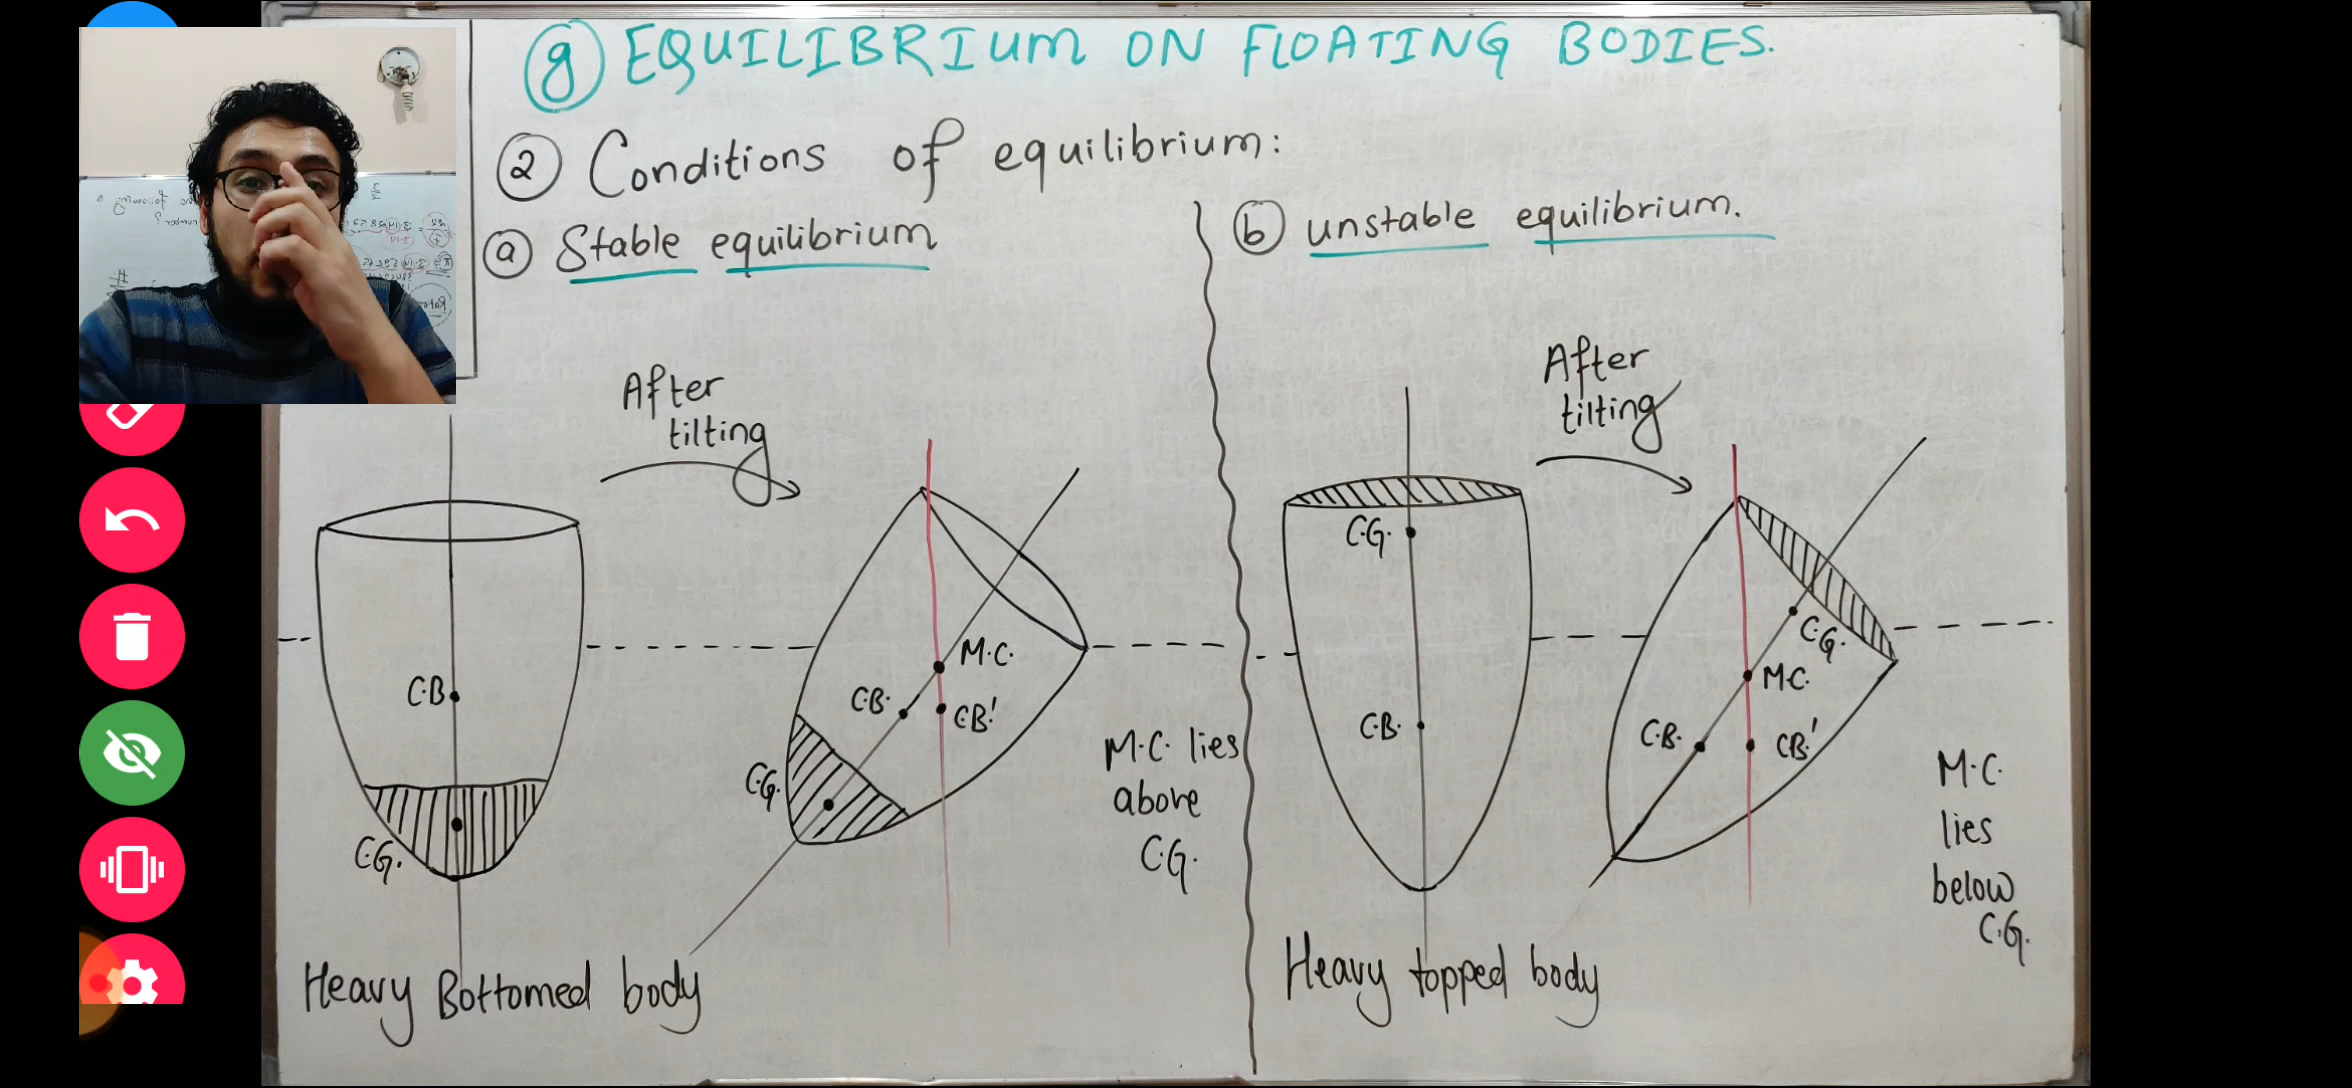 g EQUILIBRIUM ON FLOATING BODIES.
2 Conditions of equilibrium:
a Stable equilibrium
b unstable equilibrium.
After
tilting
After
tilting
C.B
C.G.
M.C.
C.B.
C.B!
C.G.
M.C. lies
above
C.G.
C.G.
C.B.
C.G.
M.C.
C.B.
C.B.'
M.C.
lies
below
C.G.
Heavy Bottomed body
Heavy topped body